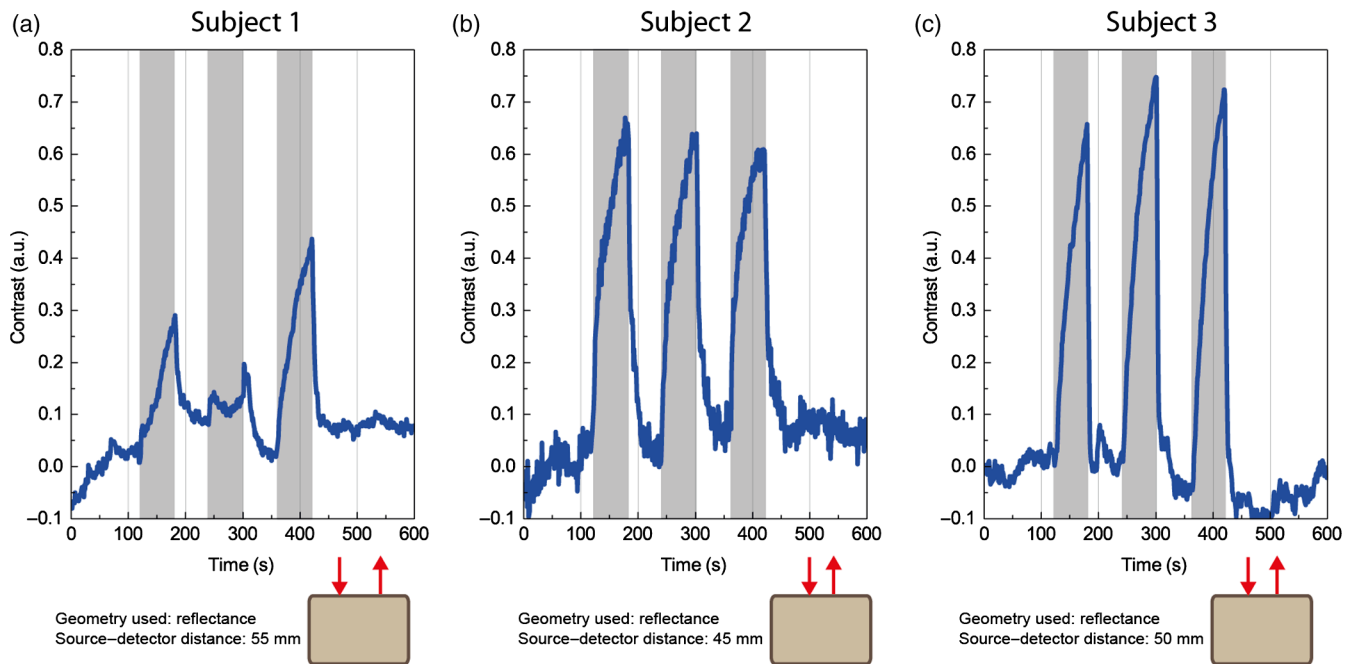 (a) Subject 1
0.8
0.7
0.6
0.5
0.4
0.3
0.2
0.1
0.0
–0.1
Contrast (a.u.)
0 100 200 300 400 500 600
Time (s)
Geometry used: reflectance
Source–detector distance: 55 mm
(b) Subject 2
0.8
0.7
0.6
0.5
0.4
0.3
0.2
0.1
0.0
–0.1
Contrast (a.u.)
0 100 200 300 400 500 600
Time (s)
Geometry used: reflectance
Source–detector distance: 45 mm
(c) Subject 3
0.8
0.7
0.6
0.5
0.4
0.3
0.2
0.1
0.0
–0.1
Contrast (a.u.)
0 100 200 300 400 500 600
Time (s)
Geometry used: reflectance
Source–detector distance: 50 mm